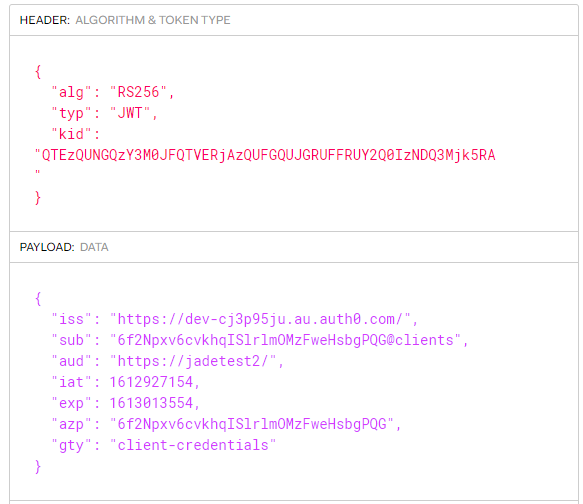 HEADER: ALGORITHM & TOKEN TYPE
{
"alg": "RS256",
"typ": "JWT",
"kid":
"QTEzQUNGQzY3M0JFQTVERjAzQUFGQUJGRUFFRUY2Q0IzNDQ3Mjk5RA
"
}
PAYLOAD: DATA
{
"iss": "https://dev-cj3p95ju.au.auth0.com/",
"sub": "6f2Npxv6cvkhqISlrlmOMzFweHsbgPQG@clients",
"aud": "https://jadetest2/",
"iat": 1612927154,
"exp": 1613013554,
"azp": "6f2Npxv6cvkhqISlrlmOMzFweHsbgPQG",
"gty": "client-credentials"
}